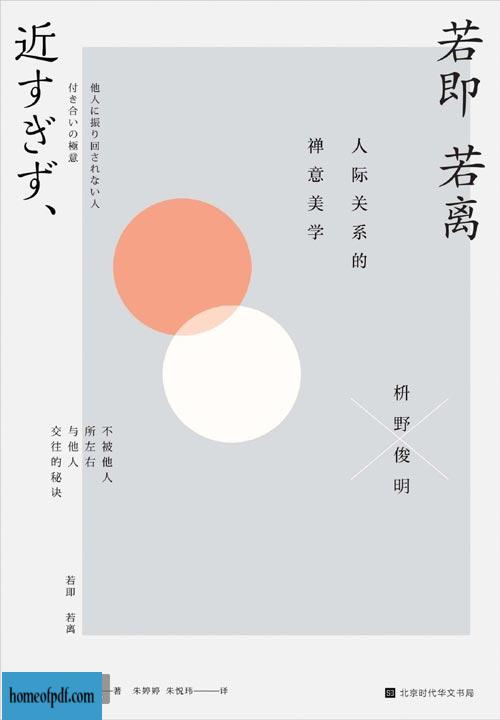 若即 若离
人际关系的
禅意美学
枡野俊明
近すぎず、
他人に振り回されない人
付き合いの極意
不被他人
所左右
与他人
交往的秘诀
若即 若离
著 朱婷婷 朱悦玮——译
北京时代华文书局
homeofpdf.com